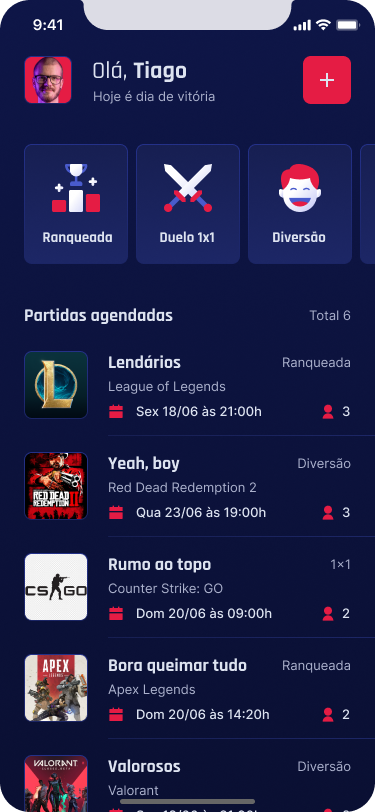 9:41
Olá, Tiago
Hoje é dia de vitória
+
Ranqueada
Duelo 1x1
Diversão
Partidas agendadas
Total 6
Lendários
Ranqueada
League of Legends
Sex 18/06 às 21:00h
3
Yeah, boy
Diversão
RED DEAD
REDEMPTION II
Red Dead Redemption 2
Qua 23/06 às 19:00h
3
Rumo ao topo
1×1
CS GO
Counter Strike: GO
Dom 20/06 às 09:00h
2
APEX
LEGENDS
Bora queimar tudo
Ranqueada
Apex Legends
Dom 20/06 às 14:20h
2
VALORANT
Valorosos
Diversão
Valorant